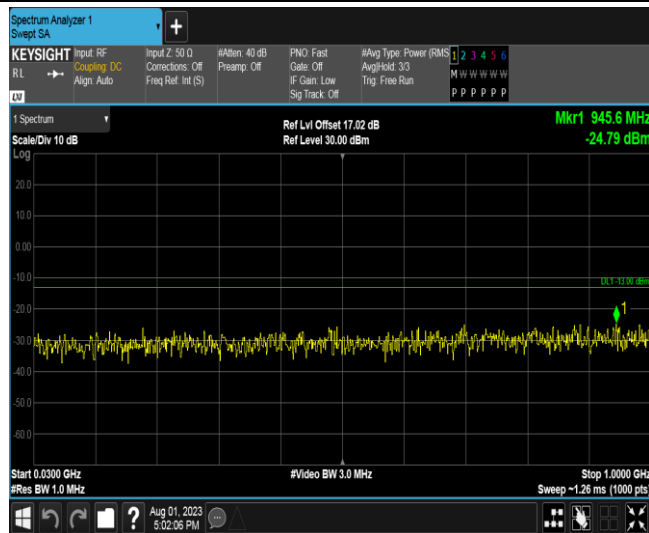 Spectrum Analyzer 1
Swept SA
KEYSIGHT
RL
LXI
Input: RF
Coupling: DC
Align: Auto
Input Z: 50 Ω
Corrections: Off
Freq Ref: Int (S)
#Atten: 40 dB
Preamp: Off
PNO: Fast
Gate: Off
IF Gain: Low
Sig Track: Off
#Avg Type: Power (RMS
Avg|Hold: 3/3
Trig: Free Run
1 2 3 4 5 6
M W W W W W
P P P P P P
1 Spectrum
Scale/Div 10 dB
Log
Ref Lvl Offset 17.02 dB
Ref Level 30.00 dBm
Mkr1 945.6 MHz
-24.79 dBm
20.0
10.0
0.00
-10.0
DL1 -13.00 dBm
-20.0
1
-30.0
-40.0
-50.0
-60.0
Start 0.0300 GHz
#Res BW 1.0 MHz
#Video BW 3.0 MHz
Stop 1.0000 GHz
Sweep ~1.26 ms (1000 pts)
?
Aug 01, 2023
5:02:06 PM